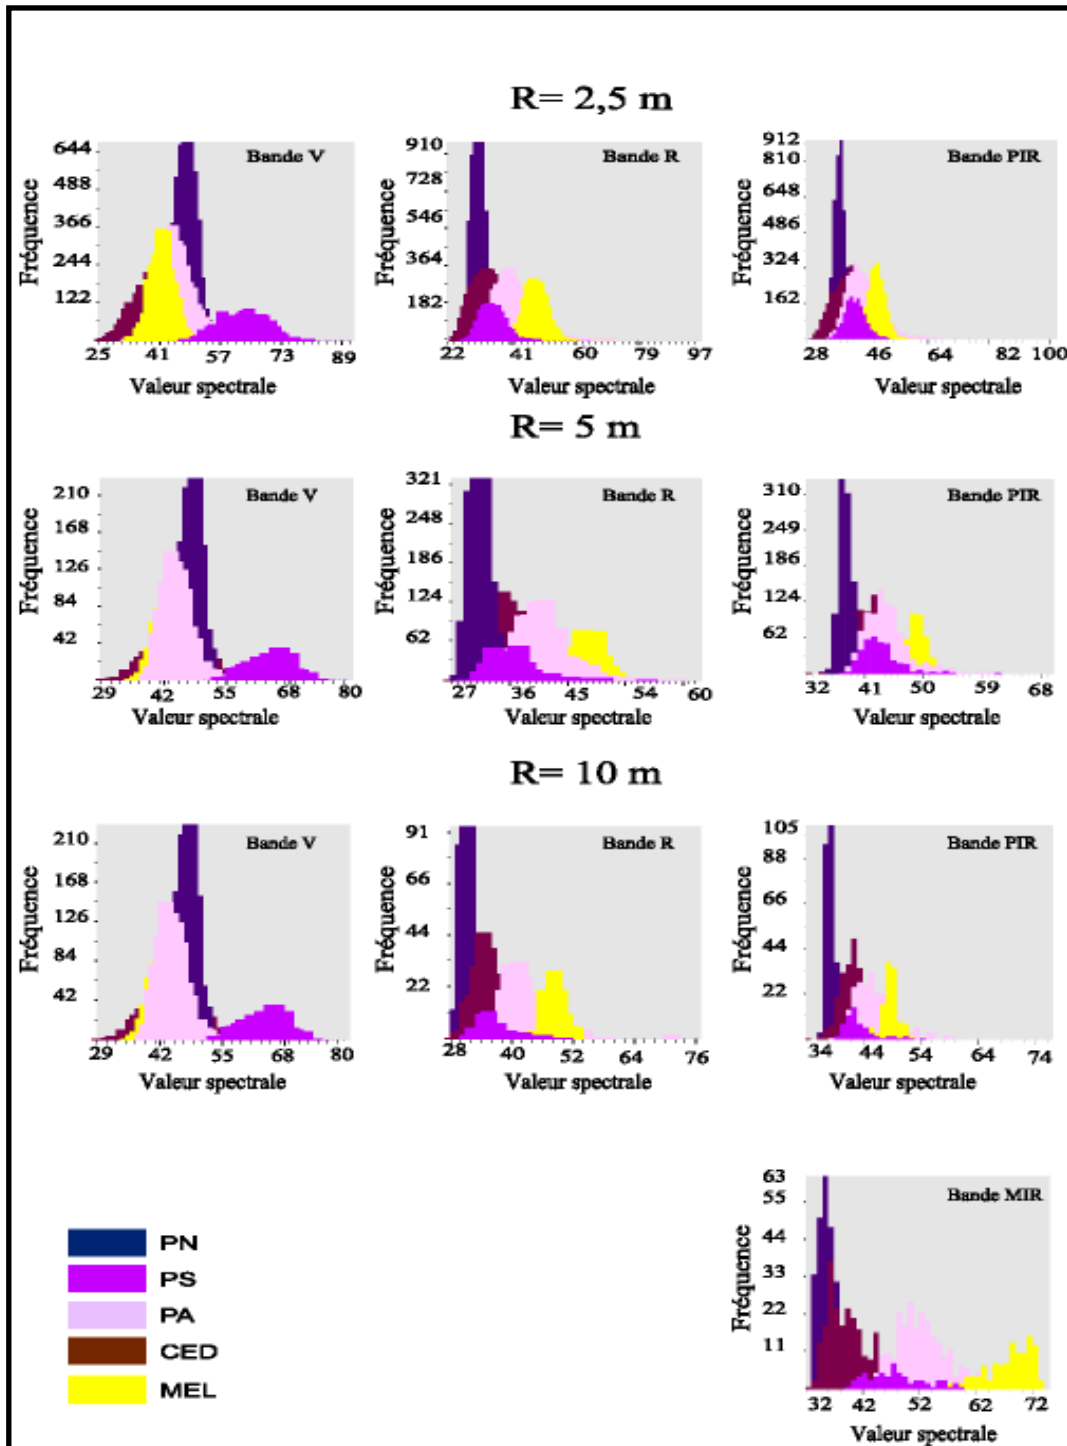 R= 2,5 m
Bande V
644
488
366
244
122
Fréquence
25 41 57 73 89
Valeur spectrale
Bande R
910
728
546
364
182
Fréquence
22 41 60 79 97
Valeur spectrale
Bande PIR
912
810
648
486
324
162
Fréquence
28 46 64 82 100
Valeur spectrale
R= 5 m
Bande V
210
168
126
84
42
Fréquence
29 42 55 68 80
Valeur spectrale
Bande R
321
248
186
124
62
Fréquence
27 36 45 54 60
Valeur spectrale
Bande PIR
310
249
186
124
62
Fréquence
32 41 50 59 68
Valeur spectrale
R= 10 m
Bande V
210
168
126
84
42
Fréquence
29 42 55 68 80
Valeur spectrale
Bande R
91
66
44
22
Fréquence
28 40 52 64 76
Valeur spectrale
Bande PIR
105
88
66
44
22
Fréquence
34 44 54 64 74
Valeur spectrale
Bande MIR
63
55
44
33
22
11
Fréquence
32 42 52 62 72
Valeur spectrale
PN
PS
PA
CED
MEL